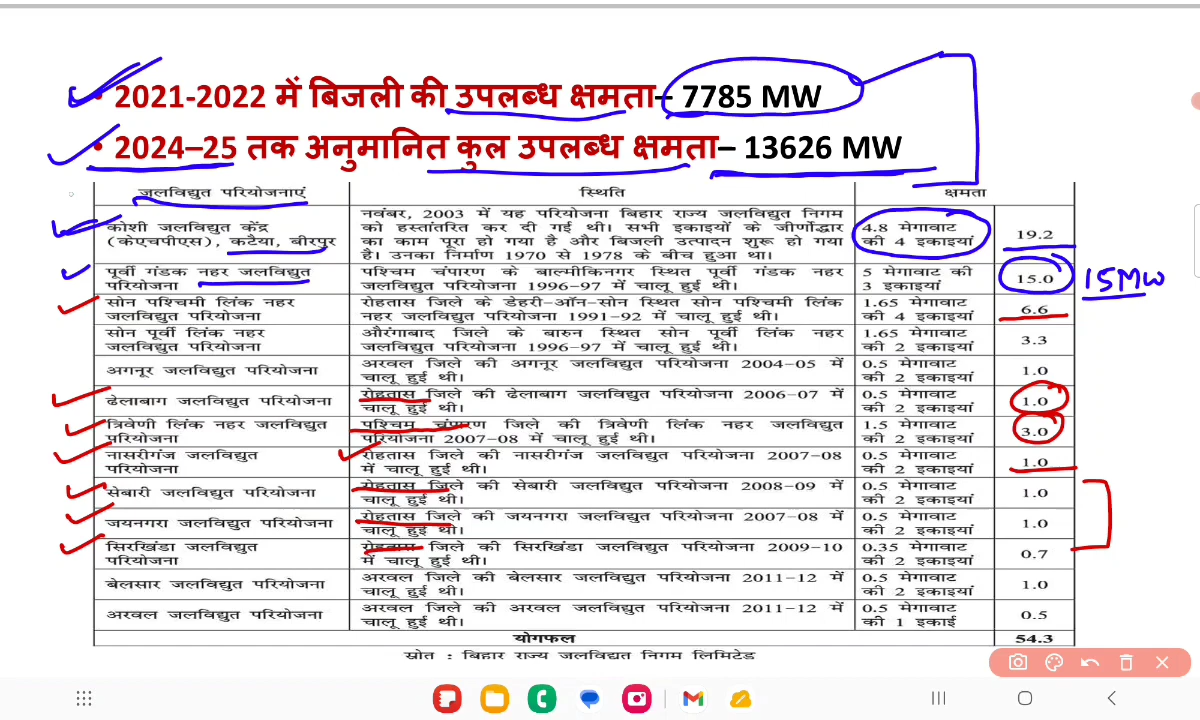 • 2021-2022 में बिजली की उपलब्ध क्षमता– 7785 MW
• 2024–25 तक अनुमानित कुल उपलब्ध क्षमता– 13626 MW
जलविद्युत परियोजनाएं स्थिति क्षमता
कोशी जलविद्युत केंद्र नवंबर, 2003 में यह परियोजना बिहार राज्य जलविद्युत निगम 4.8 मेगावाट 19.2
(केएचपीएस), कटैया, बीरपुर को हस्तांतरित कर दी गई थी। सभी इकाइयों के जीर्णोद्धार की 4 इकाइयां
का काम पूरा हो गया है और बिजली उत्पादन शुरू हो गया
है। उनका निर्माण 1970 से 1978 के बीच हुआ था।
पूर्वी गंडक नहर जलविद्युत पश्चिम चंपारण के बाल्मीकिनगर स्थित पूर्वी गंडक नहर 5 मेगावाट की 15.0 15 MW
परियोजना जलविद्युत परियोजना 1996-97 में चालू हुई थी। 3 इकाइयां
सोन पश्चिमी लिंक नहर रोहतास जिले के डेहरी-ऑन-सोन स्थित सोन पश्चिमी लिंक 1.65 मेगावाट 6.6
जलविद्युत परियोजना नहर जलविद्युत परियोजना 1991-92 में चालू हुई थी। की 4 इकाइयां
सोन पूर्वी लिंक नहर औरंगाबाद जिले के बारुन स्थित सोन पूर्वी लिंक नहर 1.65 मेगावाट 3.3
जलविद्युत परियोजना जलविद्युत परियोजना 1996-97 में चालू हुई थी। की 2 इकाइयां
अगनूर जलविद्युत परियोजना अरवल जिले की अगनूर जलविद्युत परियोजना 2004-05 में 0.5 मेगावाट 1.0
चालू हुई थी। की 2 इकाइयां
ढेलाबाग जलविद्युत परियोजना रोहतास जिले की ढेलाबाग जलविद्युत परियोजना 2006-07 में 0.5 मेगावाट 1.0
चालू हुई थी। की 2 इकाइयां
त्रिवेणी लिंक नहर जलविद्युत पश्चिम चंपारण जिले की त्रिवेणी लिंक नहर जलविद्युत 1.5 मेगावाट 3.0
परियोजना परियोजना 2007-08 में चालू हुई थी। की 2 इकाइयां
नासरीगंज जलविद्युत रोहतास जिले की नासरीगंज जलविद्युत परियोजना 2007-08 0.5 मेगावाट 1.0
परियोजना में चालू हुई थी। की 2 इकाइयां
सेबारी जलविद्युत परियोजना रोहतास जिले की सेबारी जलविद्युत परियोजना 2008-09 में 0.5 मेगावाट 1.0
चालू हुई थी। की 2 इकाइयां
जयनगरा जलविद्युत परियोजना रोहतास जिले की जयनगरा जलविद्युत परियोजना 2007-08 में 0.5 मेगावाट 1.0
चालू हुई थी। की 2 इकाइयां
सिरखिंडा जलविद्युत रोहतास जिले की सिरखिंडा जलविद्युत परियोजना 2009-10 0.35 मेगावाट 0.7
परियोजना में चालू हुई थी। की 2 इकाइयां
बेलसार जलविद्युत परियोजना अरवल जिले की बेलसार जलविद्युत परियोजना 2011-12 में 0.5 मेगावाट 1.0
चालू हुई थी। की 2 इकाइयां
अरवल जलविद्युत परियोजना अरवल जिले की अरवल जलविद्युत परियोजना 2011-12 में 0.5 मेगावाट 0.5
चालू हुई थी। की 1 इकाई
योगफल 54.3
स्रोत : बिहार राज्य जलविद्युत निगम लिमिटेड